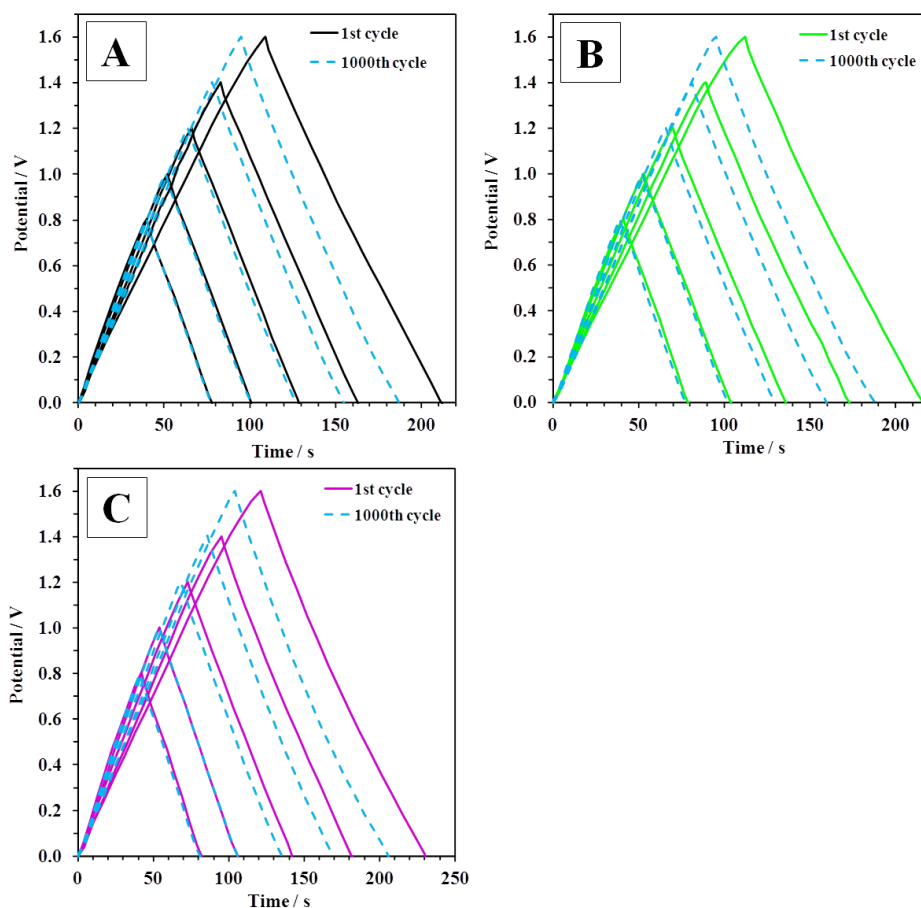 A
1st cycle
1000th cycle
1.6
1.4
1.2
1.0
0.8
0.6
0.4
0.2
0.0
Potential / V
0 50 100 150 200
Time / s
B
1st cycle
1000th cycle
1.6
1.4
1.2
1.0
0.8
0.6
0.4
0.2
0.0
Potential / V
0 50 100 150 200
Time / s
C
1st cycle
1000th cycle
1.6
1.4
1.2
1.0
0.8
0.6
0.4
0.2
0.0
Potential / V
0 50 100 150 200 250
Time / s